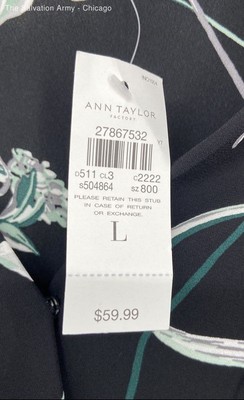 The Salvation Army - Chicago
ANN TAYLOR
FACTORY
27867532
D511 CL3 C2222
S504864 SZ 800
PLEASE RETAIN THIS STUB
IN CASE OF RETURN
OR EXCHANGE.
L
$59.99